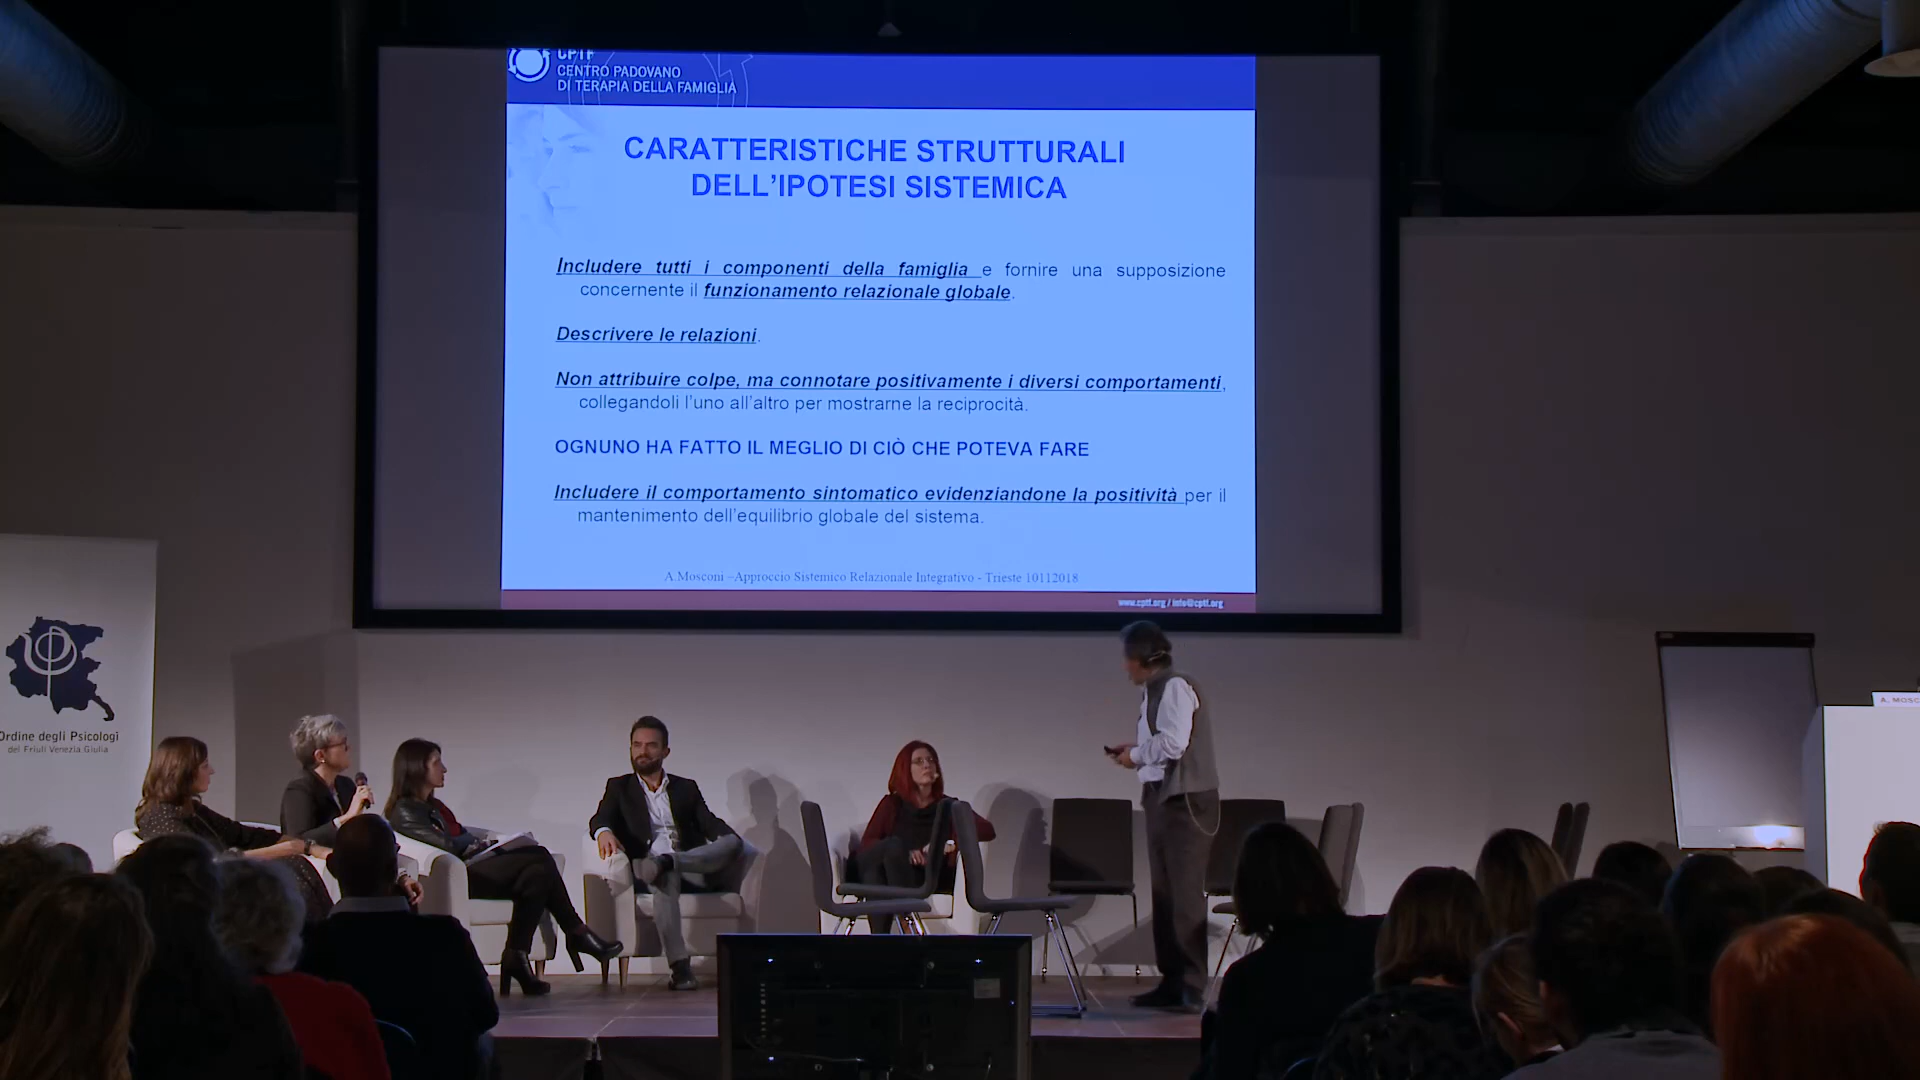 CPTF
CENTRO PADOVANO
DI TERAPIA DELLA FAMIGLIA
CARATTERISTICHE STRUTTURALI
DELL'IPOTESI SISTEMICA
Includere tutti i componenti della famiglia e fornire una supposizione
concernente il funzionamento relazionale globale.
Descrivere le relazioni.
Non attribuire colpe, ma connotare positivamente i diversi comportamenti,
collegandoli l'uno all'altro per mostrarne la reciprocità.
OGNUNO HA FATTO IL MEGLIO DI CIÒ CHE POTEVA FARE
Includere il comportamento sintomatico evidenziandone la positività per il
mantenimento dell'equilibrio globale del sistema.
A.Mosconi –Approccio Sistemico Relazionale Integrativo - Trieste 10112018
www.cptf.org / info@cptf.org
Ordine degli Psicologi
del Friuli Venezia Giulia
A. MOSC